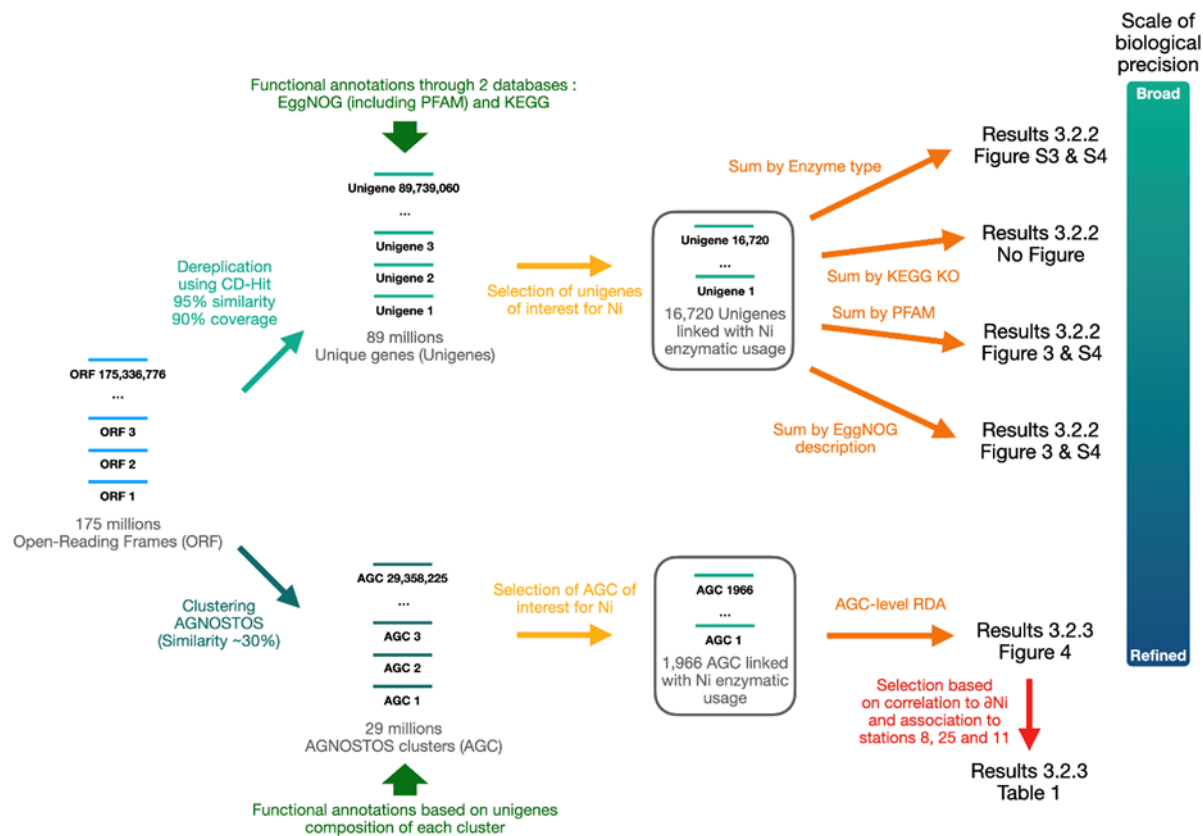 Scale of
biological
precision
Broad
Refined
Functional annotations through 2 databases :
EggNOG (including PFAM) and KEGG
Unigene 89,739,060
...
Unigene 3
Unigene 2
Unigene 1
89 millions
Unique genes (Unigenes)
Dereplication
using CD-Hit
95% similarity
90% coverage
Selection of unigenes
of interest for Ni
Unigene 16,720
...
Unigene 1
16,720 Unigenes
linked with Ni
enzymatic usage
Sum by Enzyme type
Results 3.2.2
Figure S3 & S4
Sum by KEGG KO
Results 3.2.2
No Figure
Sum by PFAM
Results 3.2.2
Figure 3 & S4
Sum by EggNOG
description
Results 3.2.2
Figure 3 & S4
ORF 175,336,776
...
ORF 3
ORF 2
ORF 1
175 millions
Open-Reading Frames (ORF)
Clustering
AGNOSTOS
(Similarity ~30%)
AGC 29,358,225
...
AGC 3
AGC 2
AGC 1
29 millions
AGNOSTOS clusters (AGC)
Functional annotations based on unigenes
composition of each cluster
Selection of AGC of
interest for Ni
AGC 1966
...
AGC 1
1,966 AGC linked
with Ni enzymatic
usage
AGC-level RDA
Results 3.2.3
Figure 4
Selection based
on correlation to ∂Ni
and association to
stations 8, 25 and 11
Results 3.2.3
Table 1